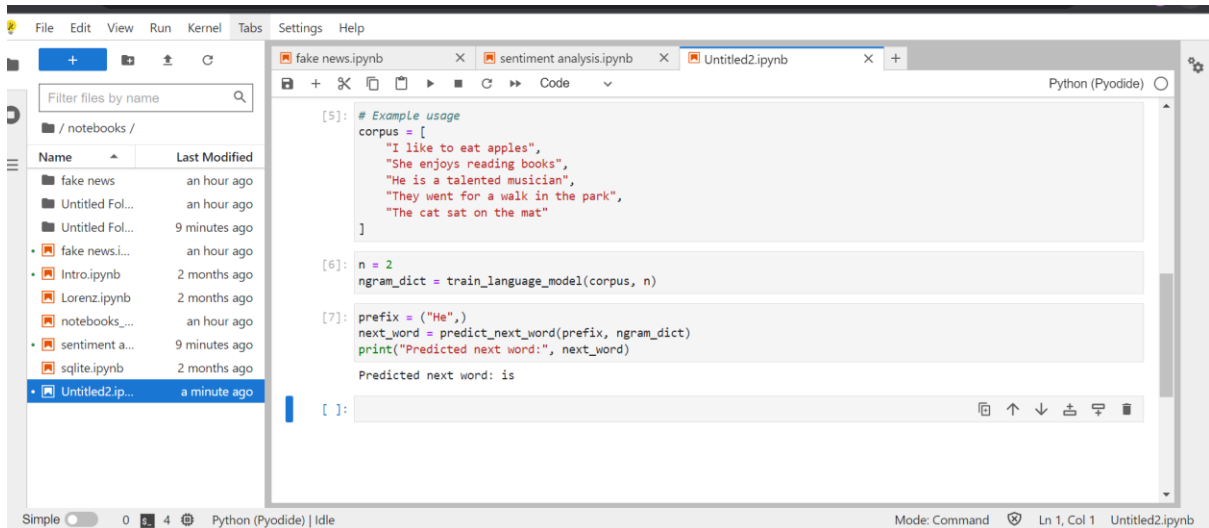 File Edit View Run Kernel Tabs Settings Help
+
Filter files by name
/ notebooks /
Name Last Modified
fake news an hour ago
Untitled Fol... an hour ago
Untitled Fol... 9 minutes ago
fake news.i... an hour ago
Intro.ipynb 2 months ago
Lorenz.ipynb 2 months ago
notebooks_... an hour ago
sentiment a... 9 minutes ago
sqlite.ipynb 2 months ago
Untitled2.ip... a minute ago
fake news.ipynb × sentiment analysis.ipynb × Untitled2.ipynb × +
Code Python (Pyodide)
[5]: # Example usage
corpus = [
"I like to eat apples",
"She enjoys reading books",
"He is a talented musician",
"They went for a walk in the park",
"The cat sat on the mat"
]
[6]: n = 2
ngram_dict = train_language_model(corpus, n)
[7]: prefix = ("He",)
next_word = predict_next_word(prefix, ngram_dict)
print("Predicted next word:", next_word)
Predicted next word: is
[ ]:
Simple 0 $_ 4 Python (Pyodide) | Idle Mode: Command Ln 1, Col 1 Untitled2.ipynb